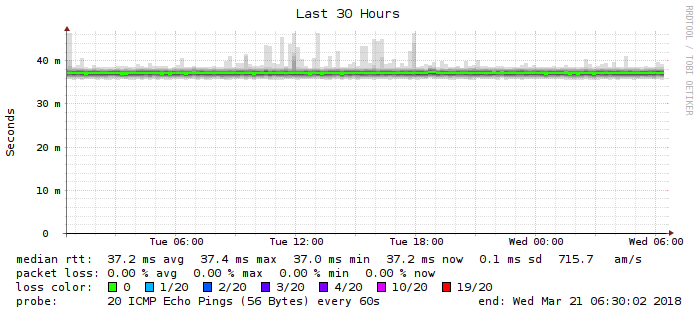 Last 30 Hours
RRDTOOL / TOBI OETIKER
Seconds
40 m
30 m
20 m
10 m
0
Tue 06:00 Tue 12:00 Tue 18:00 Wed 00:00 Wed 06:00
median rtt: 37.2 ms avg 37.4 ms max 37.0 ms min 37.2 ms now 0.1 ms sd 715.7 am/s
packet loss: 0.00 % avg 0.00 % max 0.00 % min 0.00 % now
loss color: 0 1/20 2/20 3/20 4/20 10/20 19/20
probe: 20 ICMP Echo Pings (56 Bytes) every 60s end: Wed Mar 21 06:30:02 2018